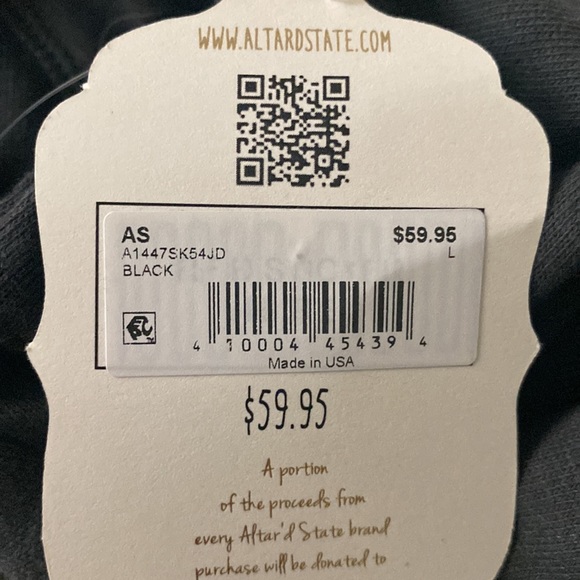 WWW.ALTARDSTATE.COM
AS $59.95
A1447SK54JD L
BLACK
4 10004 45439 4
Made in USA
$59.95
A portion
of the proceeds from
every Altar'd State brand
purchase will be donated to